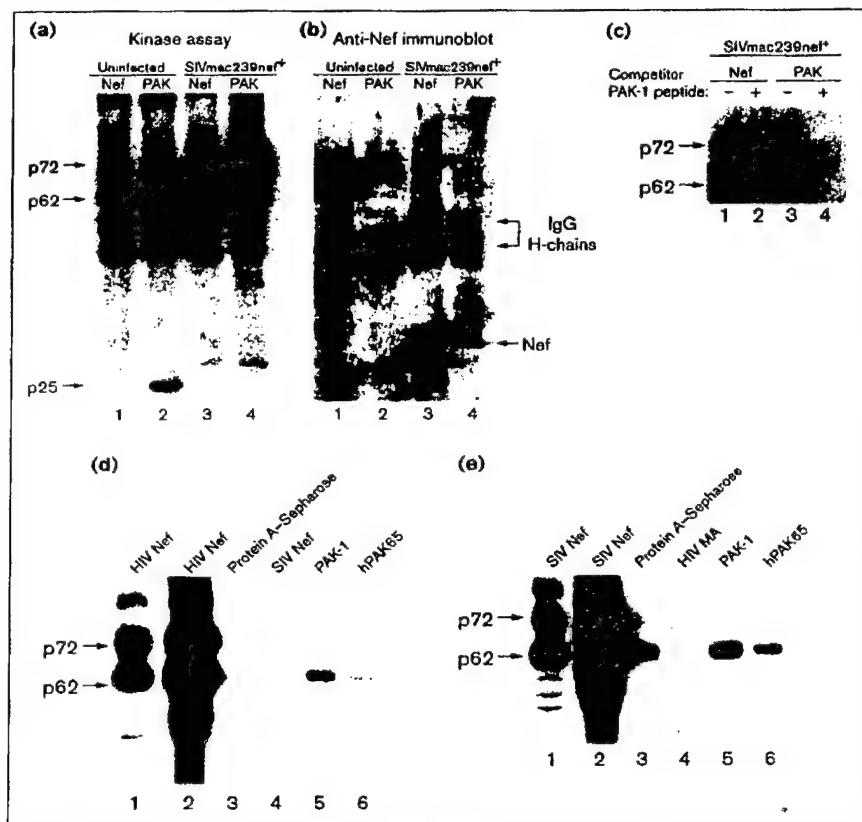 (a)
Kinase assay
Uninfected SIVmac239nef+
Nef PAK Nef PAK
p72
p62
p25
1 2 3 4
(b)
Anti-Nef immunoblot
Uninfected SIVmac239nef+
Nef PAK Nef PAK
IgG
H-chains
Nef
1 2 3 4
(c)
SIVmac239nef+
Competitor Nef PAK
PAK-1 peptide: – + – +
p72
p62
1 2 3 4
(d)
HIV Nef
HIV Nef
Protein A-Sepharose
SIV Nef
PAK-1
hPAK65
p72
p62
1 2 3 4 5 6
(e)
SIV Nef
SIV Nef
Protein A-Sepharose
HIV MA
PAK-1
hPAK65
p72
p62
1 2 3 4 5 6